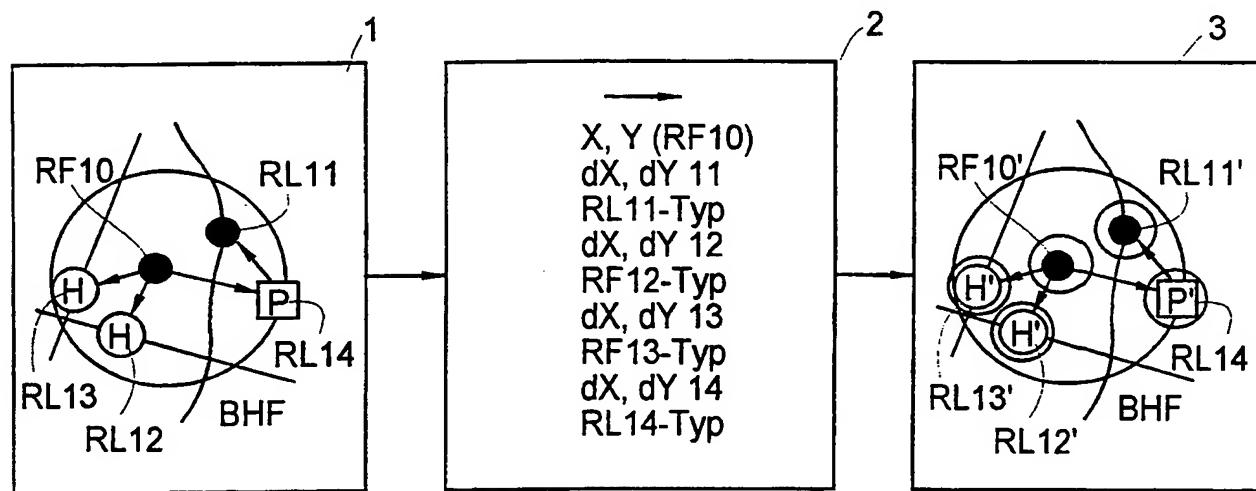 1
RF10
RL11
H
H
P
RL14
RL13
RL12
BHF
2
X, Y (RF10)
dX, dY 11
RL11-Typ
dX, dY 12
RF12-Typ
dX, dY 13
RF13-Typ
dX, dY 14
RL14-Typ
3
RF10'
RL11'
H'
H'
P'
RL14
RL13'
RL12'
BHF